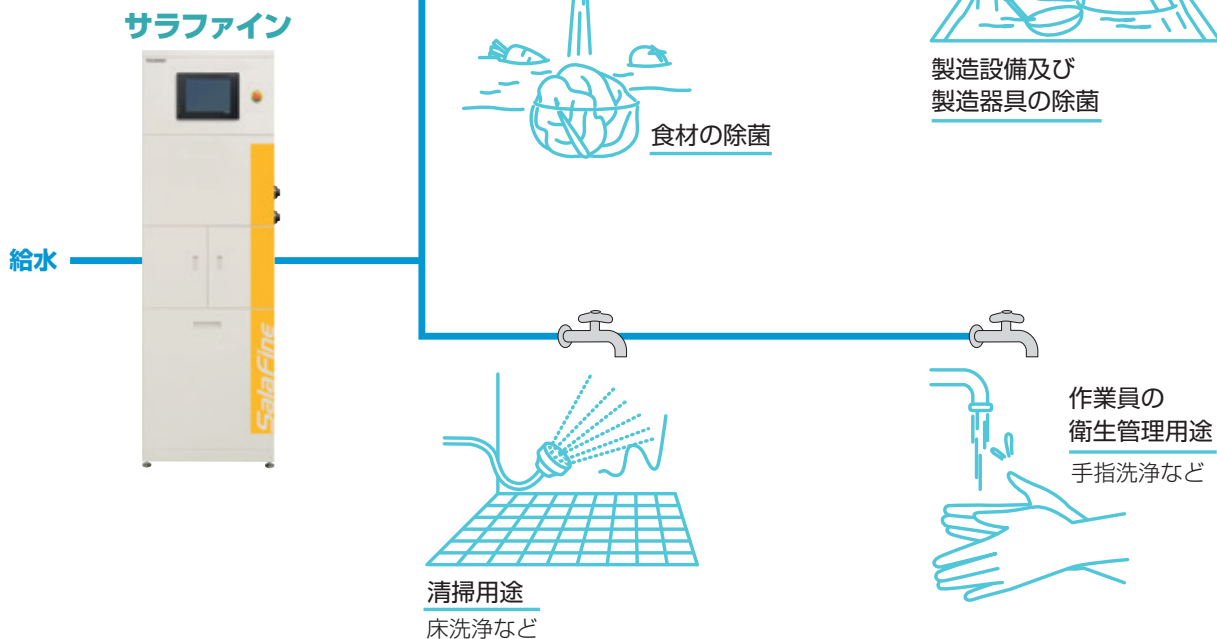 サラファイン
製造設備及び
製造器具の除菌
食材の除菌
給水
SalaFine
作業員の
衛生管理用途
手指洗浄など
清掃用途
床洗浄など